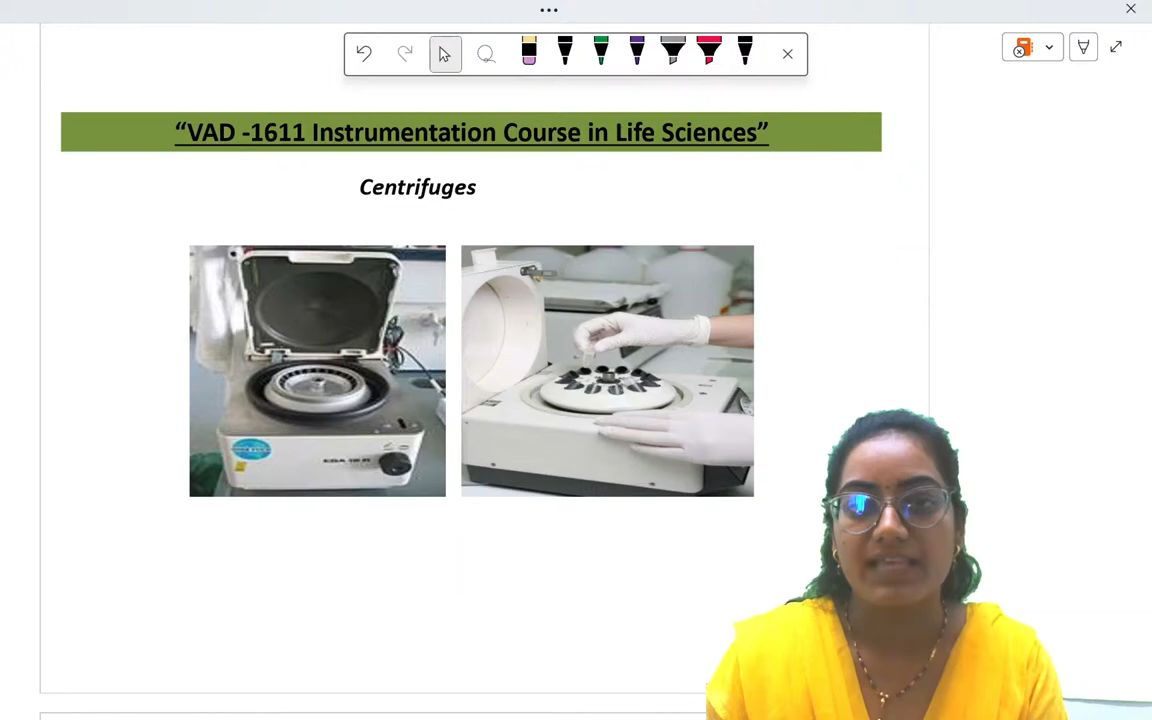 “VAD -1611 Instrumentation Course in Life Sciences”
Centrifuges